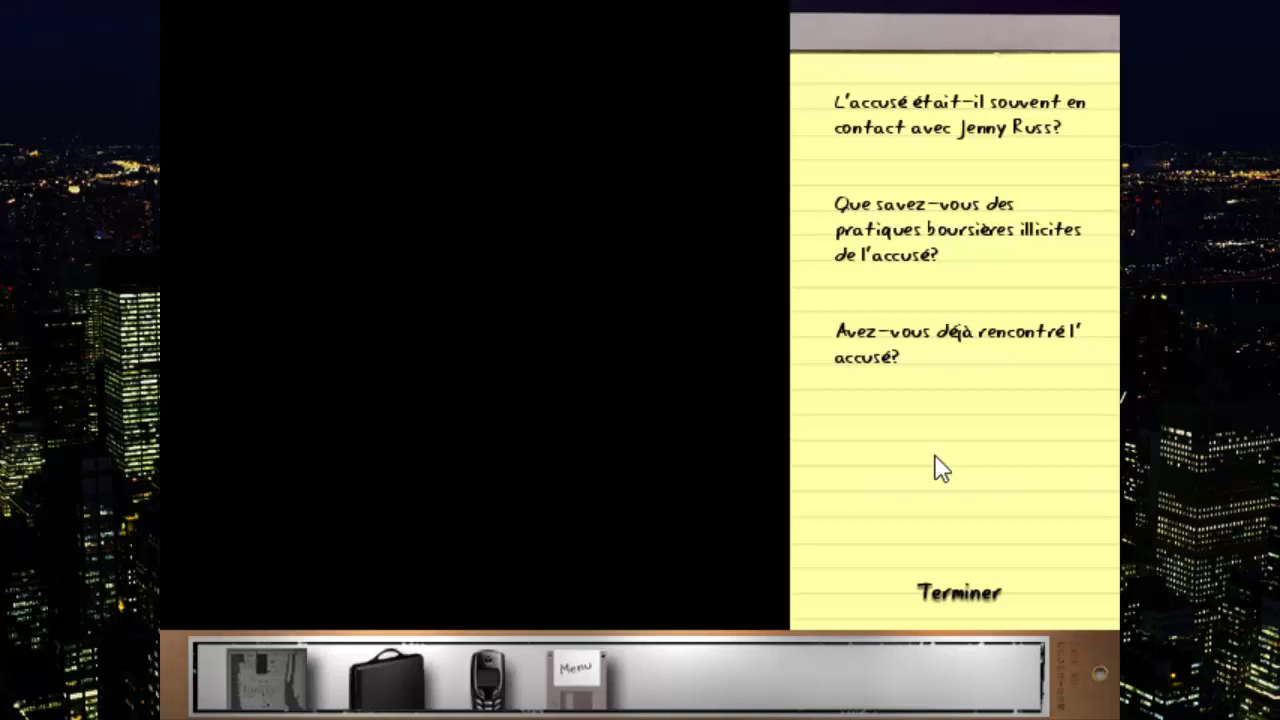 L'accusé était-il souvent en
contact avec Jenny Russ?
Que savez-vous des
pratiques boursières illicites
de l'accusé?
Avez-vous déjà rencontré l'
accusé?
Terminer
Menu